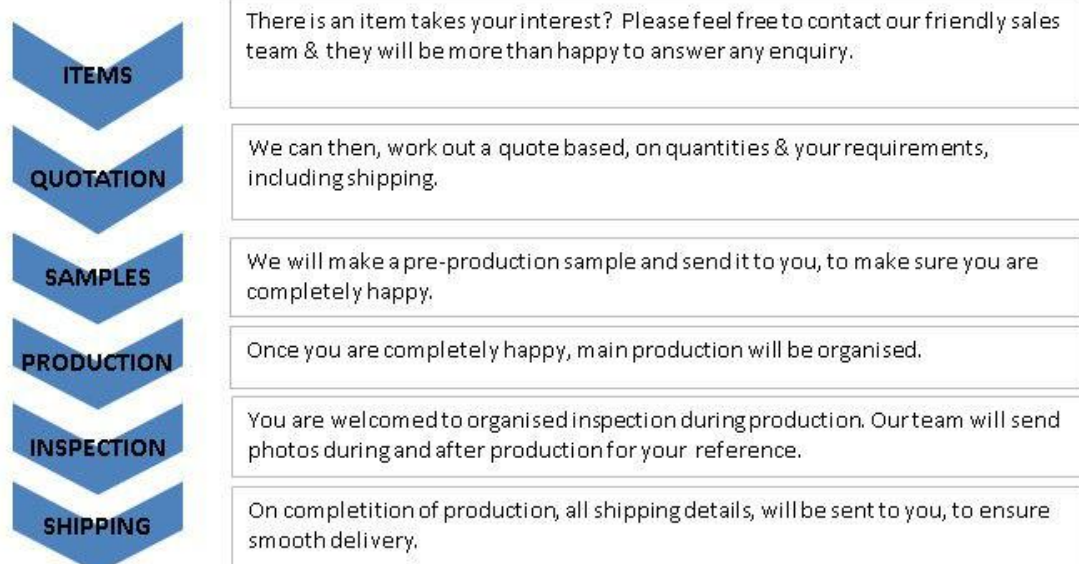 ITEMS
There is an item takes your interest? Please feel free to contact our friendly sales
team & they will be more than happy to answer any enquiry.
QUOTATION
We can then, work out a quote based, on quantities & your requirements,
including shipping.
SAMPLES
We will make a pre-production sample and send it to you, to make sure you are
completely happy.
PRODUCTION
Once you are completely happy, main production will be organised.
INSPECTION
You are welcomed to organised inspection during production. Our team will send
photos during and after production for your reference.
SHIPPING
On completition of production, all shipping details, will be sent to you, to ensure
smooth delivery.